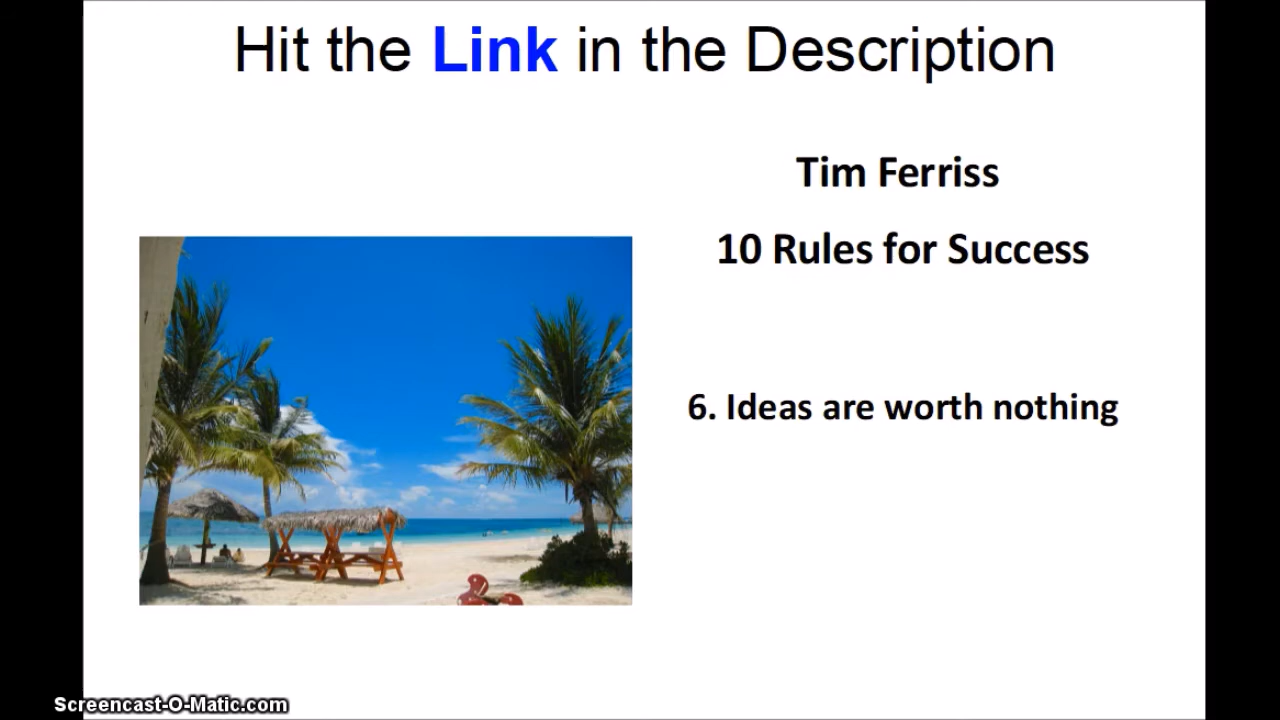 Hit the Link in the Description
Tim Ferriss
10 Rules for Success
6. Ideas are worth nothing
Screencast-O-Matic.com